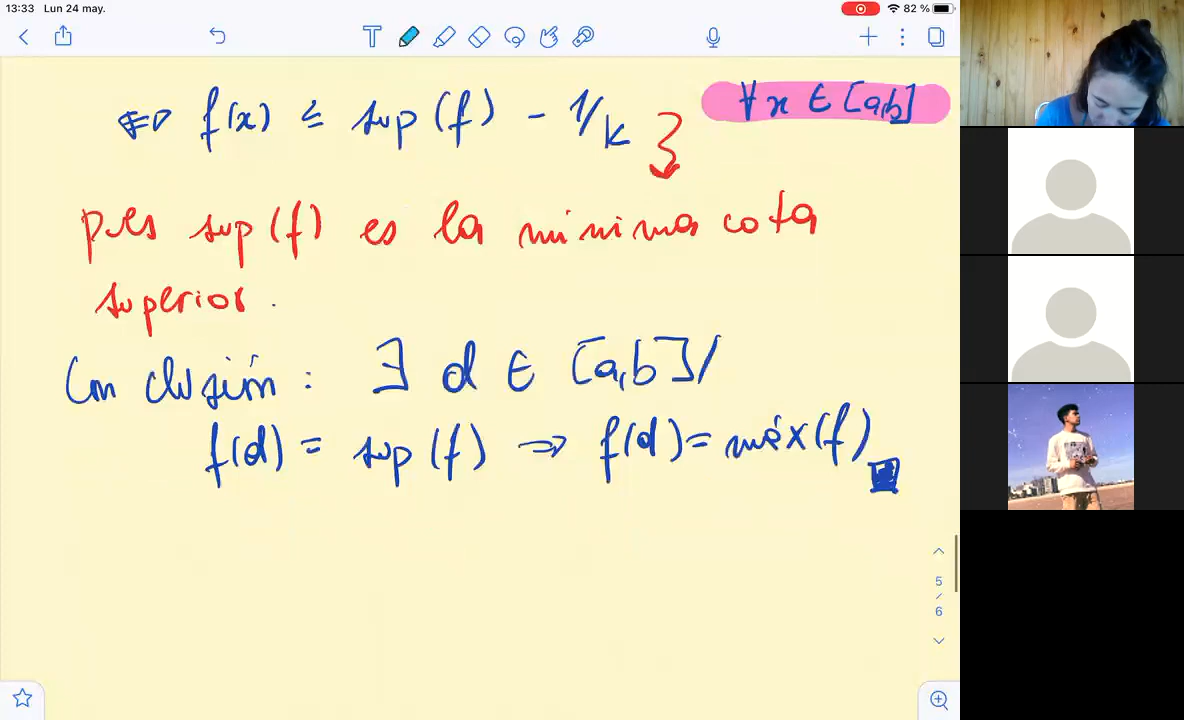 13:33 Lun 24 may. 82 %
⇔ f(x) ≤ sup(f) - 1/k ∀x ∈ [a,b]
pues sup(f) es la mínima cota
superior.
Conclusión: ∃ d ∈ [a,b]/
f(d) = sup(f) ⇒ f(d) = máx(f)
5
/
6